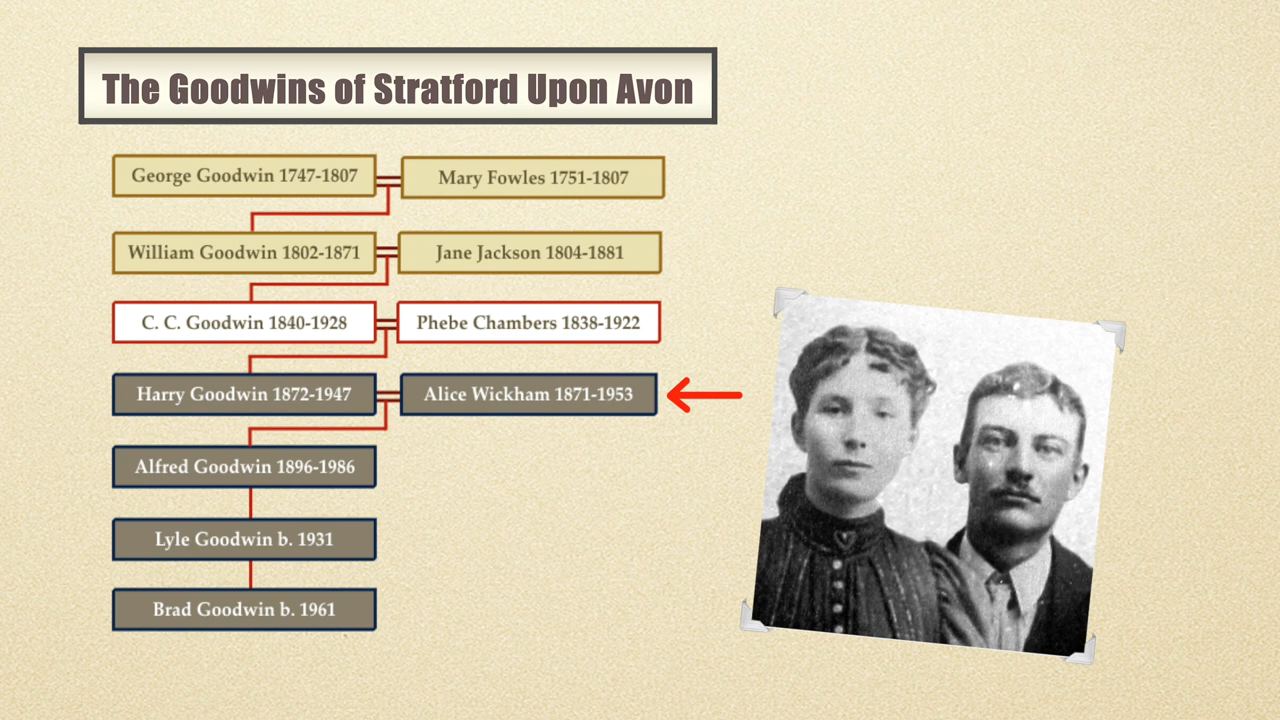 The Goodwins of Stratford Upon Avon
George Goodwin 1747-1807
Mary Fowles 1751-1807
William Goodwin 1802-1871
Jane Jackson 1804-1881
C. C. Goodwin 1840-1928
Phebe Chambers 1838-1922
Harry Goodwin 1872-1947
Alice Wickham 1871-1953
Alfred Goodwin 1896-1986
Lyle Goodwin b. 1931
Brad Goodwin b. 1961